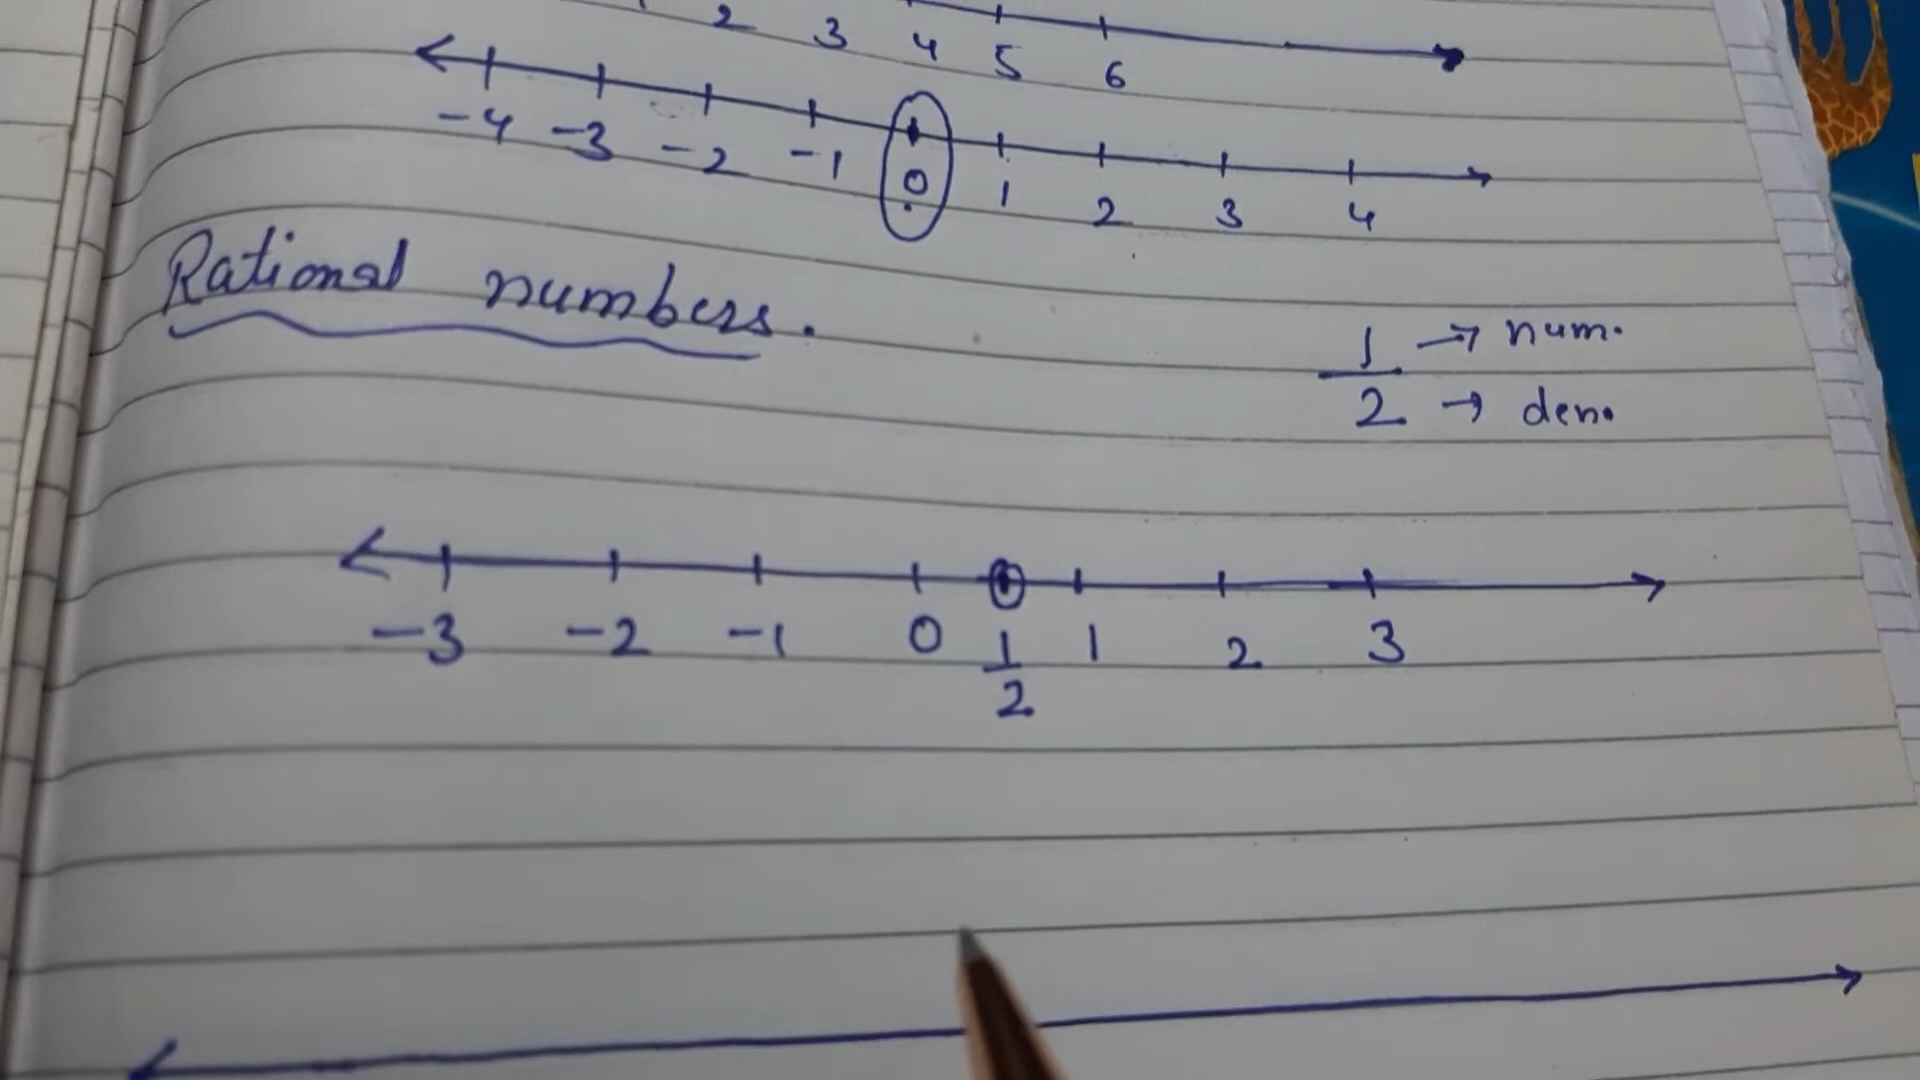 2 3 4 5 6
-4 -3 -2 -1 0 1 2 3 4
Rational numbers.
1 → num.
2 → den.
-3 -2 -1 0 1/2 1 2 3